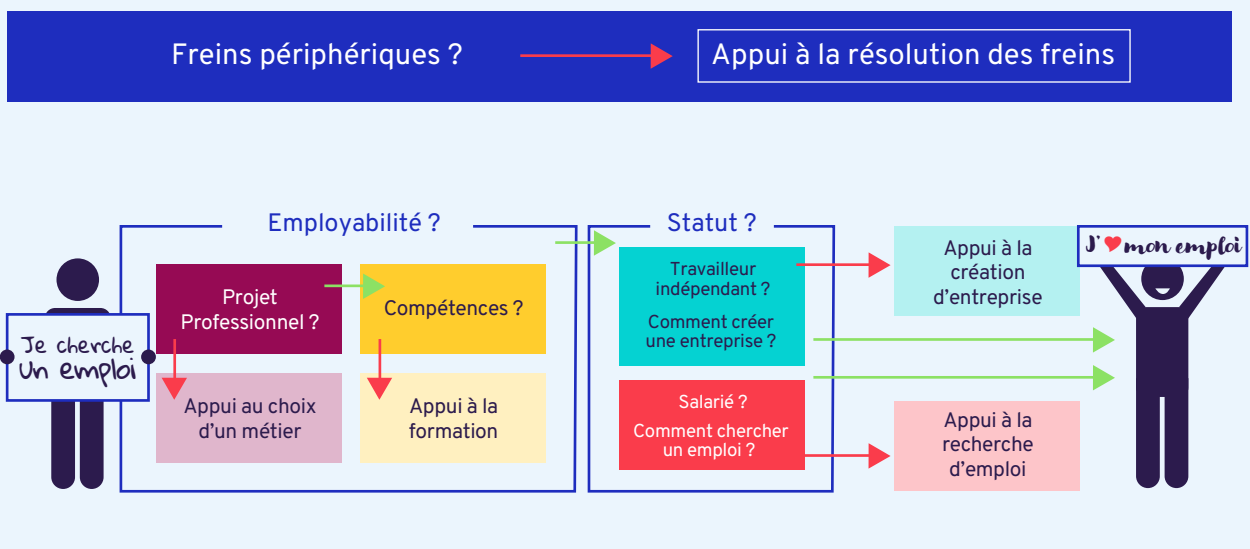 Freins périphériques ?
Appui à la résolution des freins
Employabilité ?
Statut ?
Je cherche
un emploi
Projet
Professionnel ?
Compétences ?
Appui au choix
d'un métier
Appui à la
formation
Travailleur
indépendant ?
Comment créer
une entreprise ?
Salarié ?
Comment chercher
un emploi ?
Appui à la
création
d'entreprise
Appui à la
recherche
d'emploi
J'❤mon emploi